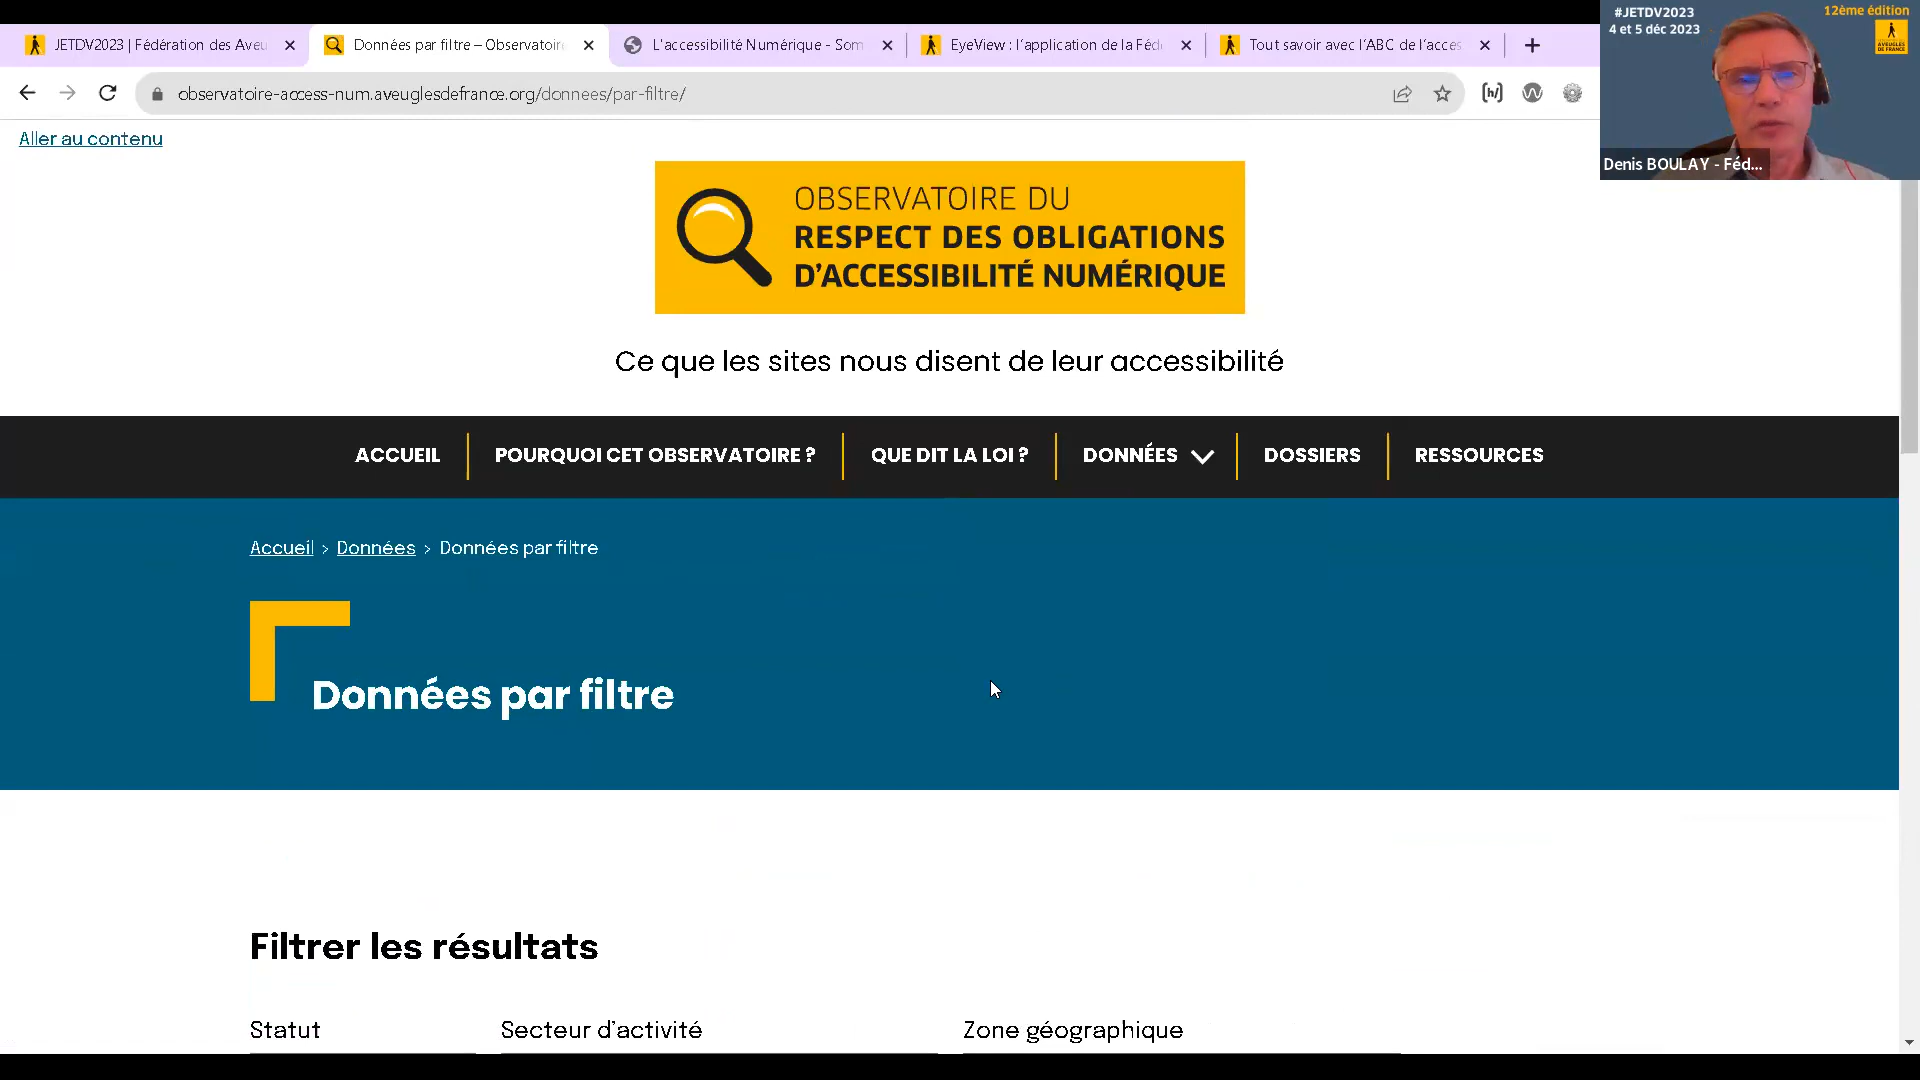 JETDV2023 | Fédération des Aveu
Données par filtre – Observatoire
L'accessibilité Numérique - Som
EyeView : l'application de la Féd
Tout savoir avec l'ABC de l'acces
observatoire-access-num.aveuglesdefrance.org/donnees/par-filtre/
#JETDV2023
4 et 5 déc 2023
12ème édition
AVEUGLES
DE FRANCE
Denis BOULAY - Féd...
Aller au contenu
OBSERVATOIRE DU
RESPECT DES OBLIGATIONS
D'ACCESSIBILITÉ NUMÉRIQUE
Ce que les sites nous disent de leur accessibilité
ACCUEIL
POURQUOI CET OBSERVATOIRE ?
QUE DIT LA LOI ?
DONNÉES
DOSSIERS
RESSOURCES
Accueil > Données > Données par filtre
Données par filtre
Filtrer les résultats
Statut
Secteur d'activité
Zone géographique